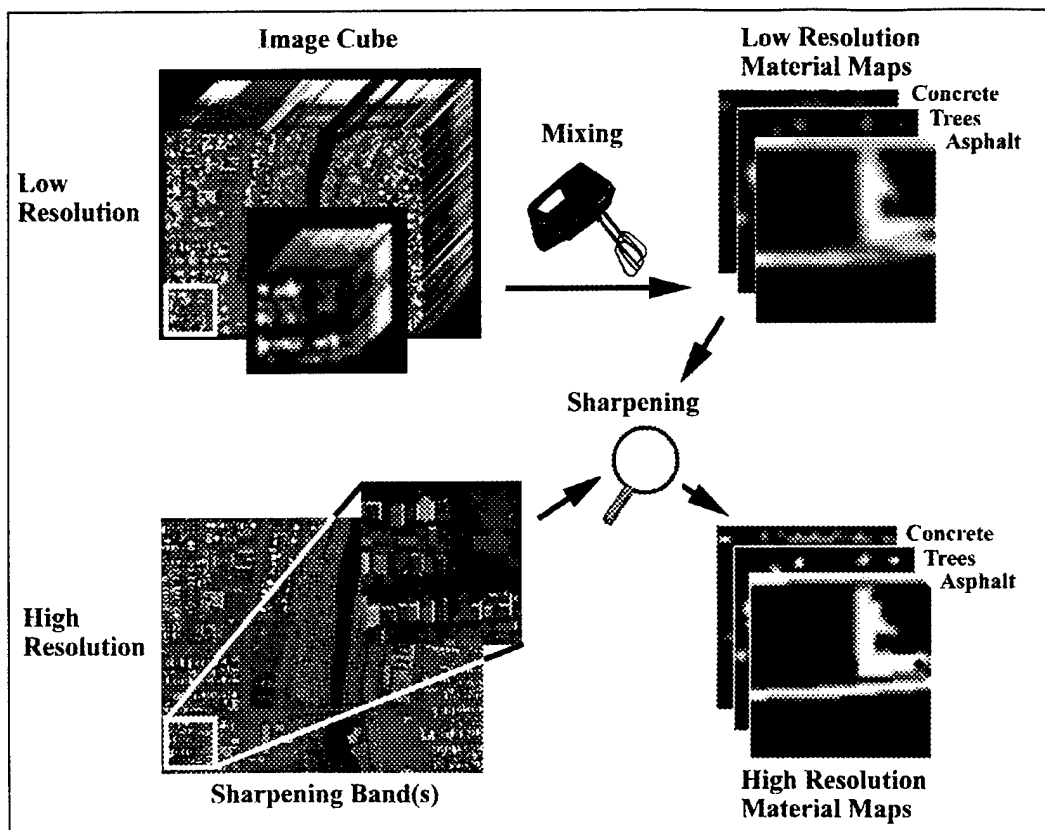 Image Cube
Low Resolution
Material Maps
Concrete
Trees
Asphalt
Mixing
Low
Resolution
Sharpening
High
Resolution
Concrete
Trees
Asphalt
Sharpening Band(s)
High Resolution
Material Maps